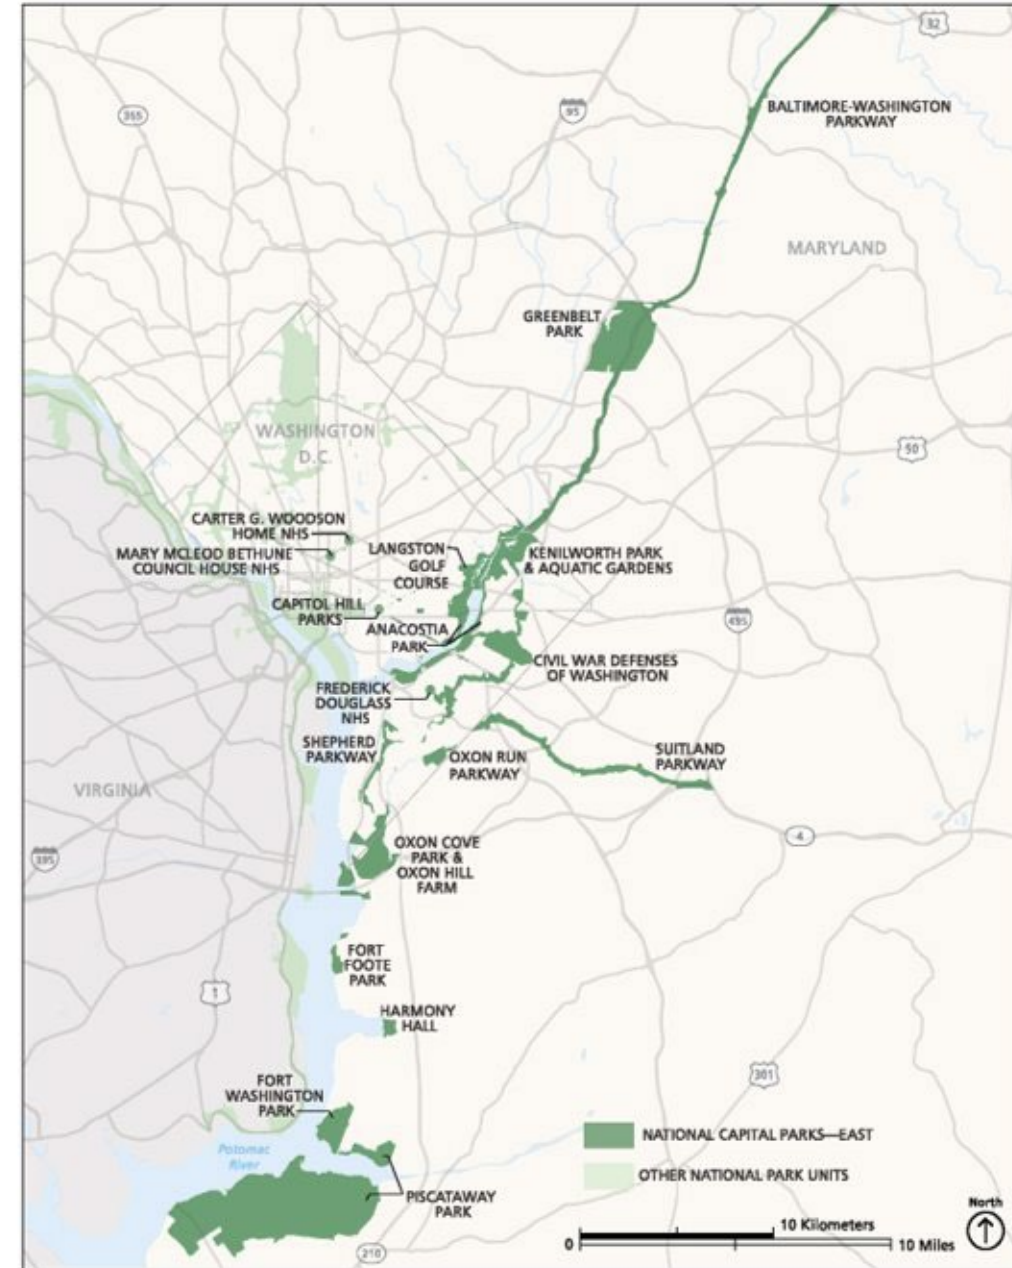 32
BALTIMORE-WASHINGTON
PARKWAY
355
95
MARYLAND
GREENBELT
PARK
WASHINGTON
D.C.
50
CARTER G. WOODSON
HOME NHS
MARY MCLEOD BETHUNE
COUNCIL HOUSE NHS
LANGSTON
GOLF
COURSE
KENILWORTH PARK
& AQUATIC GARDENS
CAPITOL HILL
PARKS
ANACOSTIA
PARK
495
CIVIL WAR DEFENSES
OF WASHINGTON
FREDERICK
DOUGLASS
NHS
SHEPHERD
PARKWAY
OXON RUN
PARKWAY
SUITLAND
PARKWAY
VIRGINIA
4
395
OXON COVE
PARK &
OXON HILL
FARM
FORT
FOOTE
PARK
1
HARMONY
HALL
301
FORT
WASHINGTON
PARK
NATIONAL CAPITAL PARKS—EAST
Potomac
River
OTHER NATIONAL PARK UNITS
PISCATAWAY
PARK
North
10 Kilometers
0
10 Miles
210